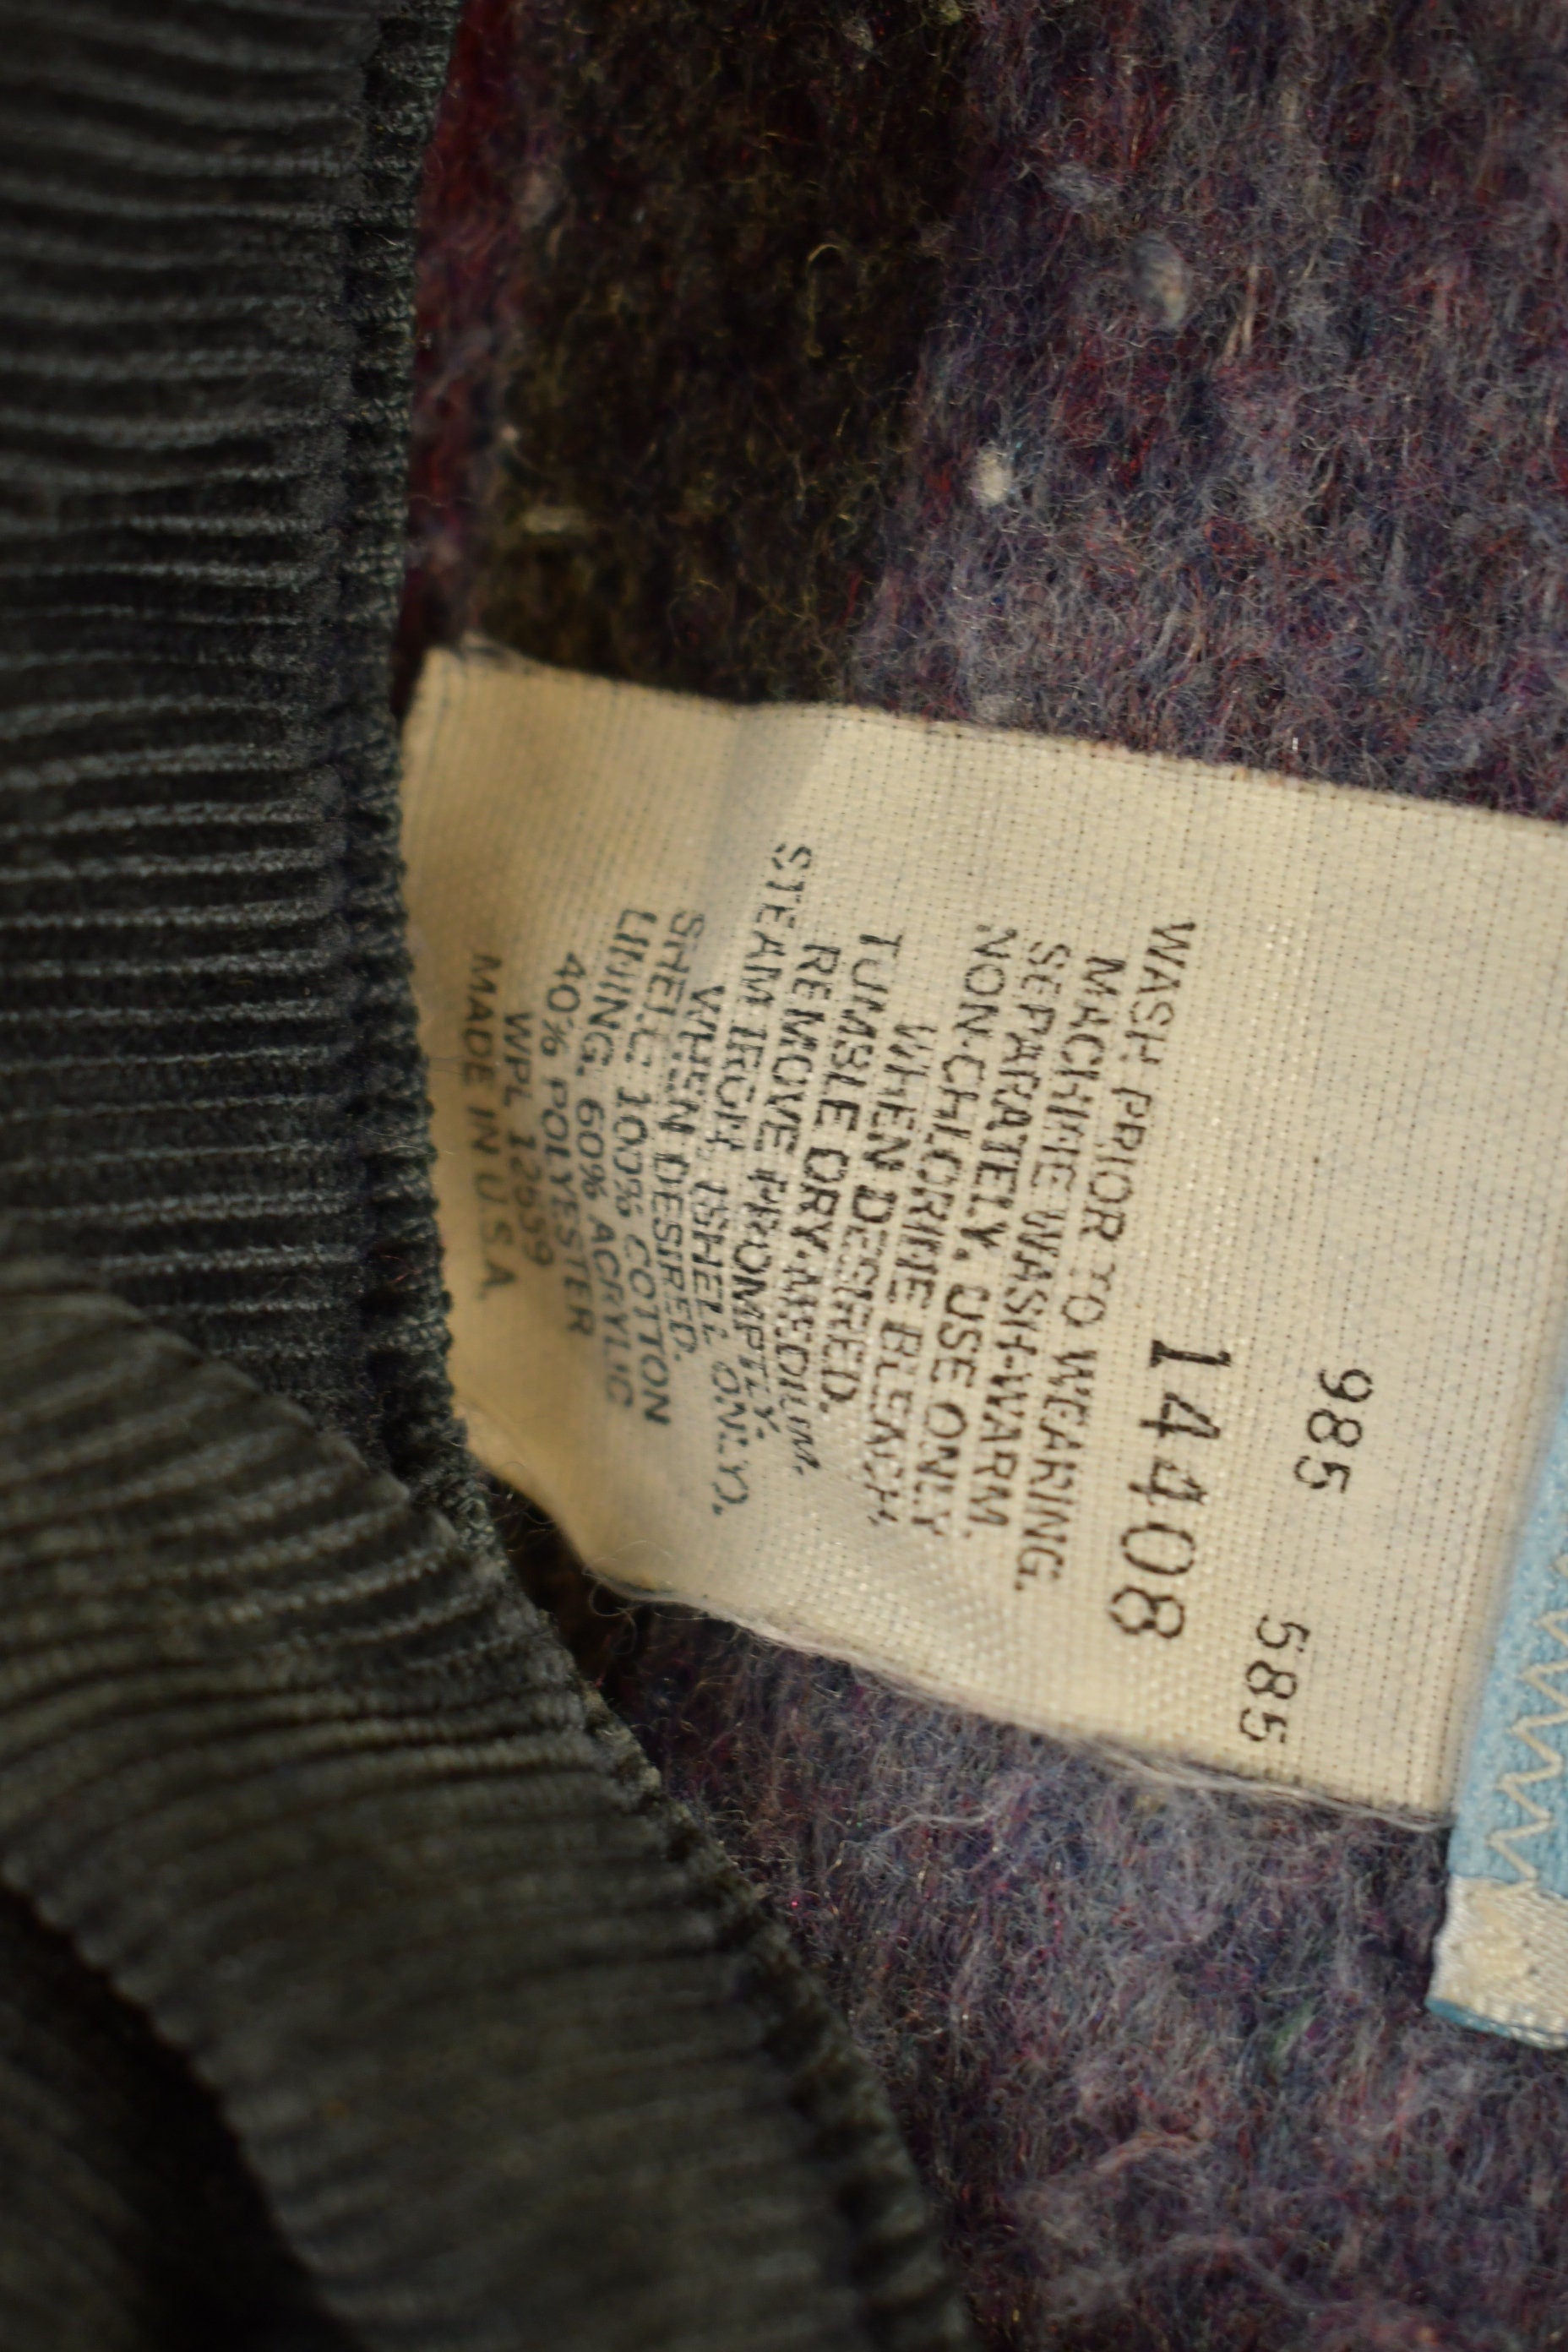 985
585
14408
WASH PRIOR TO WEARING.
MACHINE WASH-WARM
SEPARATELY. USE ONLY
NON-CHLORINE BLEACH,
WHEN DESIRED.
TUMBLE DRY-MEDIUM.
REMOVE PROMPTLY.
STEAM IRON, (SHELL ONLY).
WHEN DESIRED.
SHELL: 100% COTTON
LINING. 60% ACRYLIC
40% POLYESTER
WPL 12659
MADE IN U.S.A.